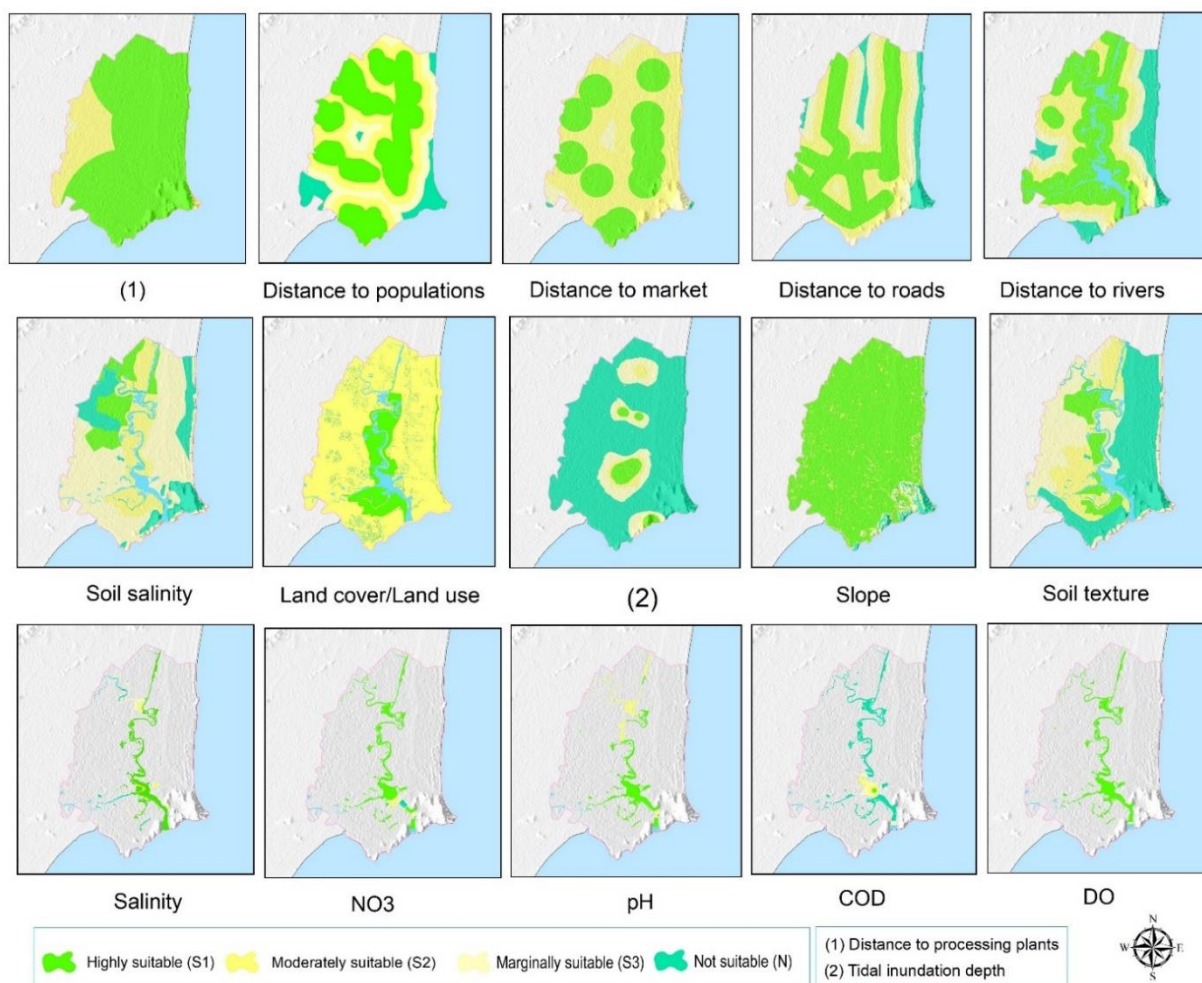 (1)
Distance to populations
Distance to market
Distance to roads
Distance to rivers
Soil salinity
Land cover/Land use
(2)
Slope
Soil texture
Salinity
NO3
pH
COD
DO
Highly suitable (S1)
Moderately suitable (S2)
Marginally suitable (S3)
Not suitable (N)
(1) Distance to processing plants
(2) Tidal inundation depth
N
W
E
S